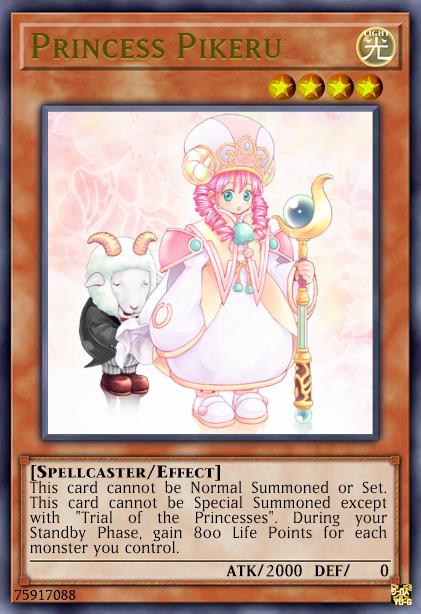 PRINCESS PIKERU
LIGHT
光
[SPELLCASTER/EFFECT]
This card cannot be Normal Summoned or Set.
This card cannot be Special Summoned except
with "Trial of the Princesses". During your
Standby Phase, gain 800 Life Points for each
monster you control.
ATK/2000 DEF/ 0
75917088